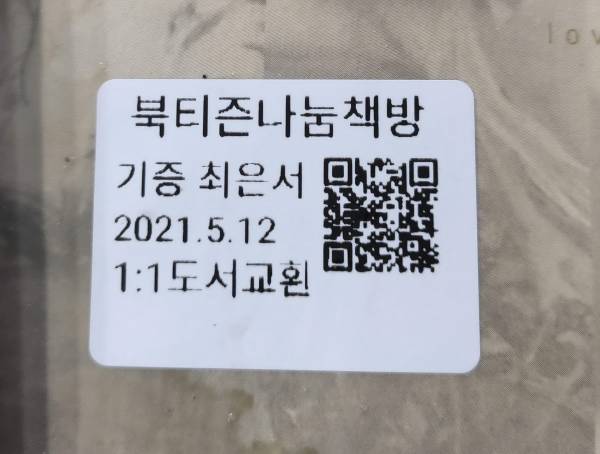 lov
북티즌나눔책방
기증 최은서
2021.5.12
1:1도서교환